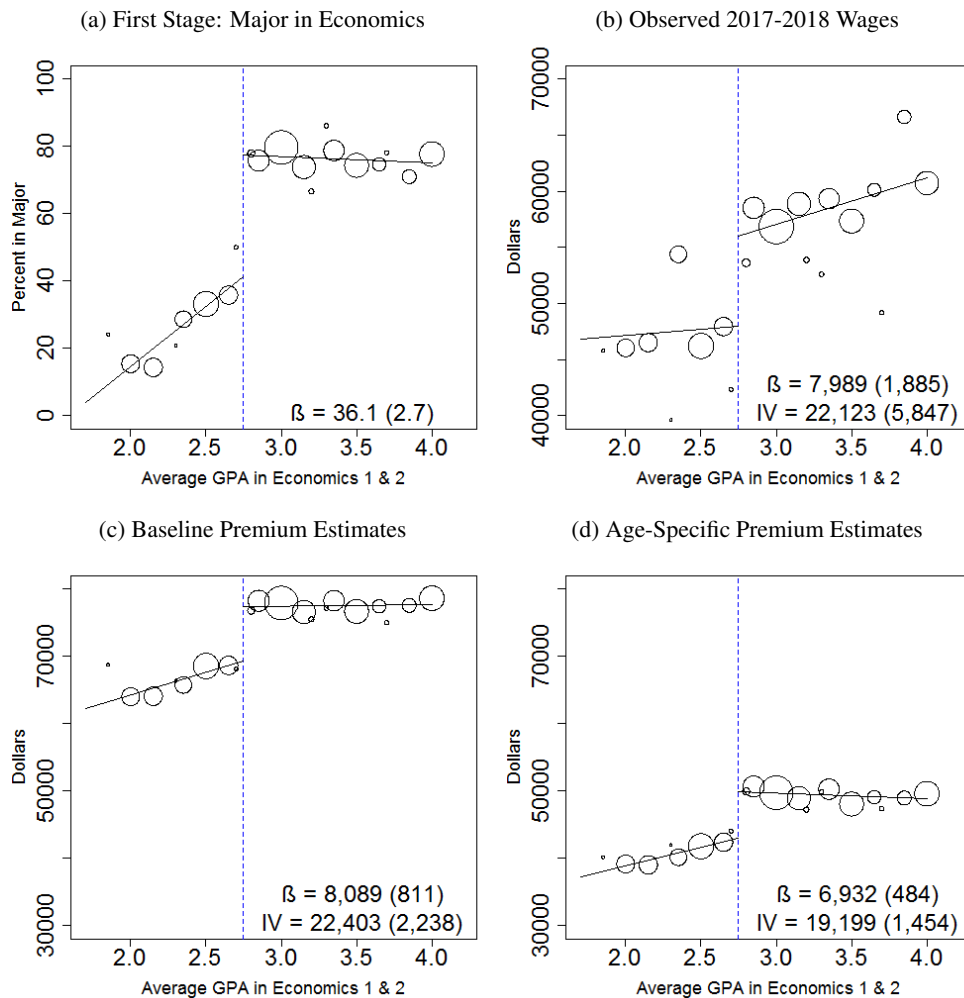 (a) First Stage: Major in Economics
Percent in Major
100
80
60
40
20
0
ß = 36.1 (2.7)
2.0 2.5 3.0 3.5 4.0
Average GPA in Economics 1 & 2
(b) Observed 2017-2018 Wages
Dollars
70000
60000
50000
40000
ß = 7,989 (1,885)
IV = 22,123 (5,847)
2.0 2.5 3.0 3.5 4.0
Average GPA in Economics 1 & 2
(c) Baseline Premium Estimates
Dollars
70000
50000
30000
ß = 8,089 (811)
IV = 22,403 (2,238)
2.0 2.5 3.0 3.5 4.0
Average GPA in Economics 1 & 2
(d) Age-Specific Premium Estimates
Dollars
70000
50000
30000
ß = 6,932 (484)
IV = 19,199 (1,454)
2.0 2.5 3.0 3.5 4.0
Average GPA in Economics 1 & 2